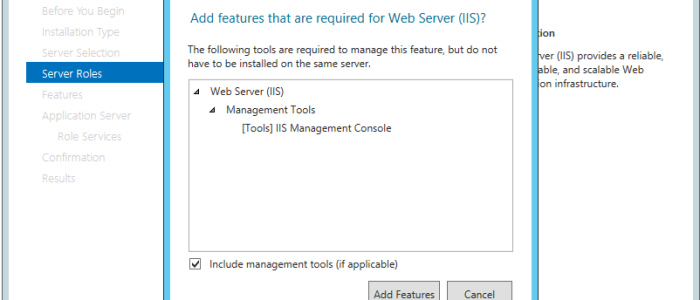 Before You Begin
Installation Type
Server Selection
Server Roles
Features
Application Server
Role Services
Confirmation
Results
Add features that are required for Web Server (IIS)?
The following tools are required to manage this feature, but do not
have to be installed on the same server.
Web Server (IIS)
Management Tools
[Tools] IIS Management Console
Include management tools (if applicable)
Add Features
Cancel
tion
ver (IIS) provides a reliable,
able, and scalable Web
ion infrastructure.